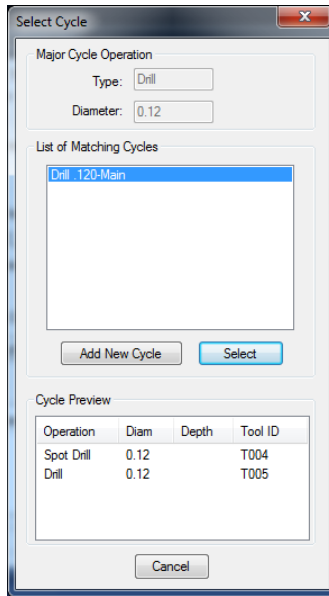 Select Cycle
Major Cycle Operation
Type: Drill
Diameter: 0.12
List of Matching Cycles
Drill .120-Main
Add New Cycle Select
Cycle Preview
Operation Diam Depth Tool ID
Spot Drill 0.12 T004
Drill 0.12 T005
Cancel